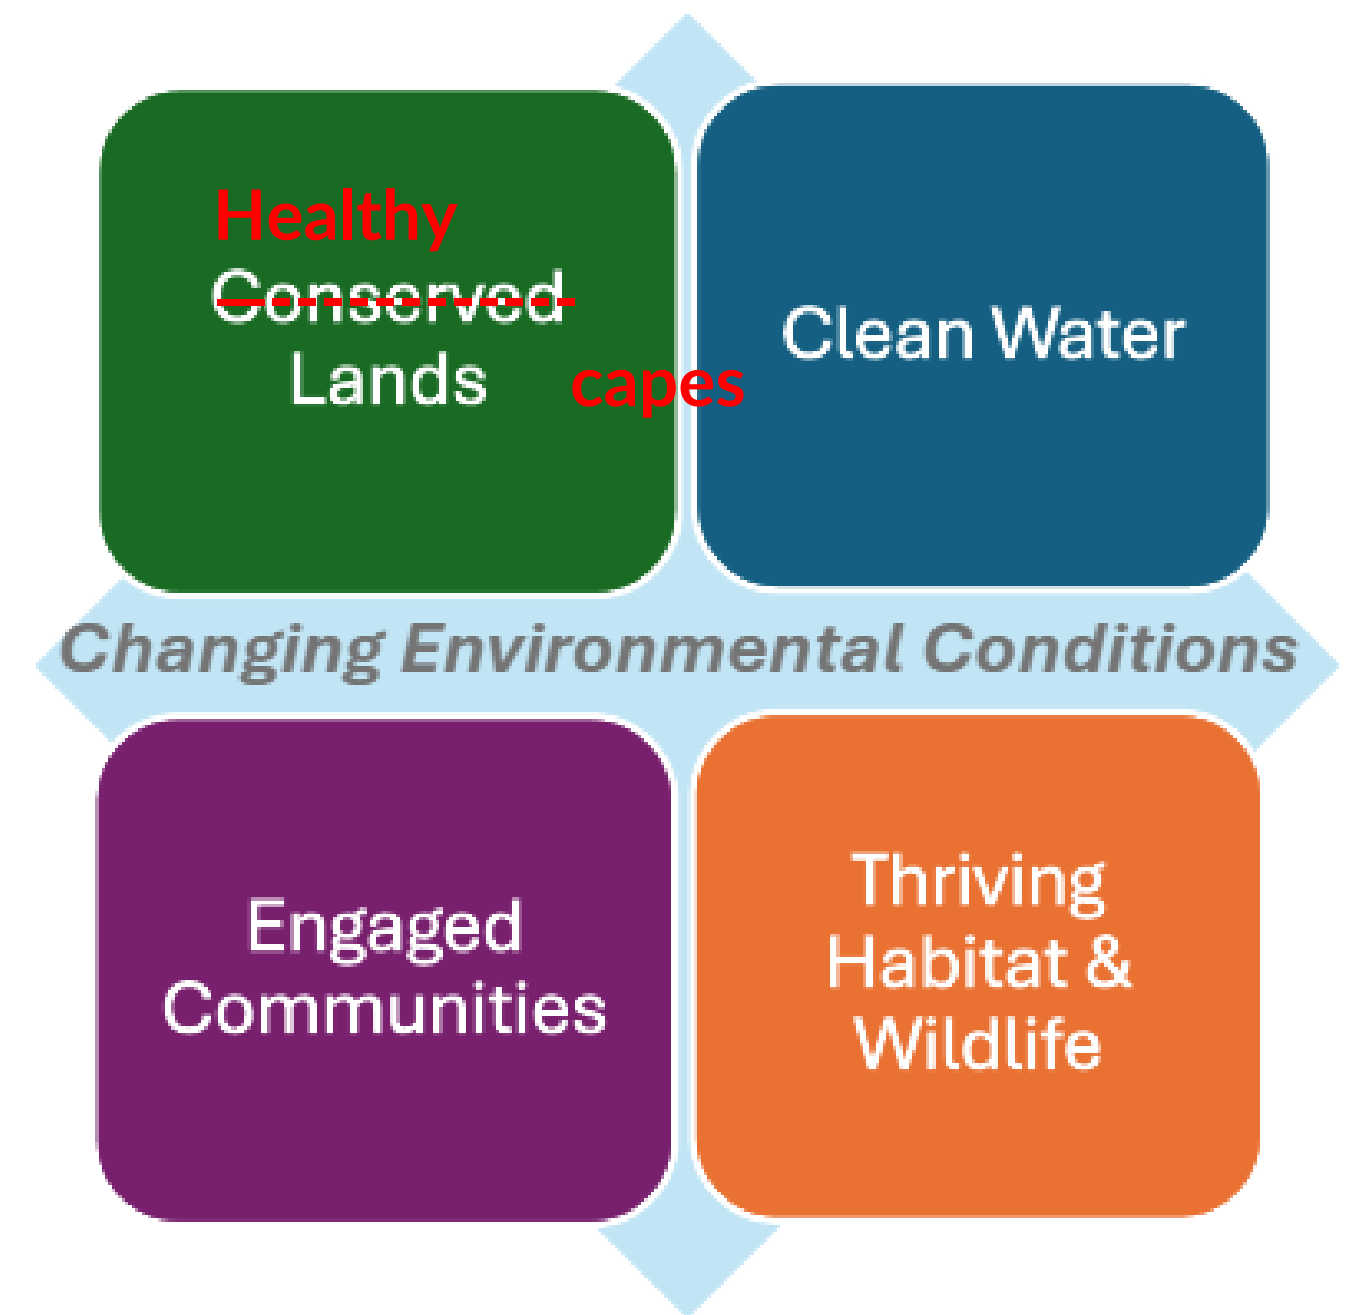 Healthy
Conserved
Lands capes
Clean Water
Changing Environmental Conditions
Engaged
Communities
Thriving
Habitat &
Wildlife